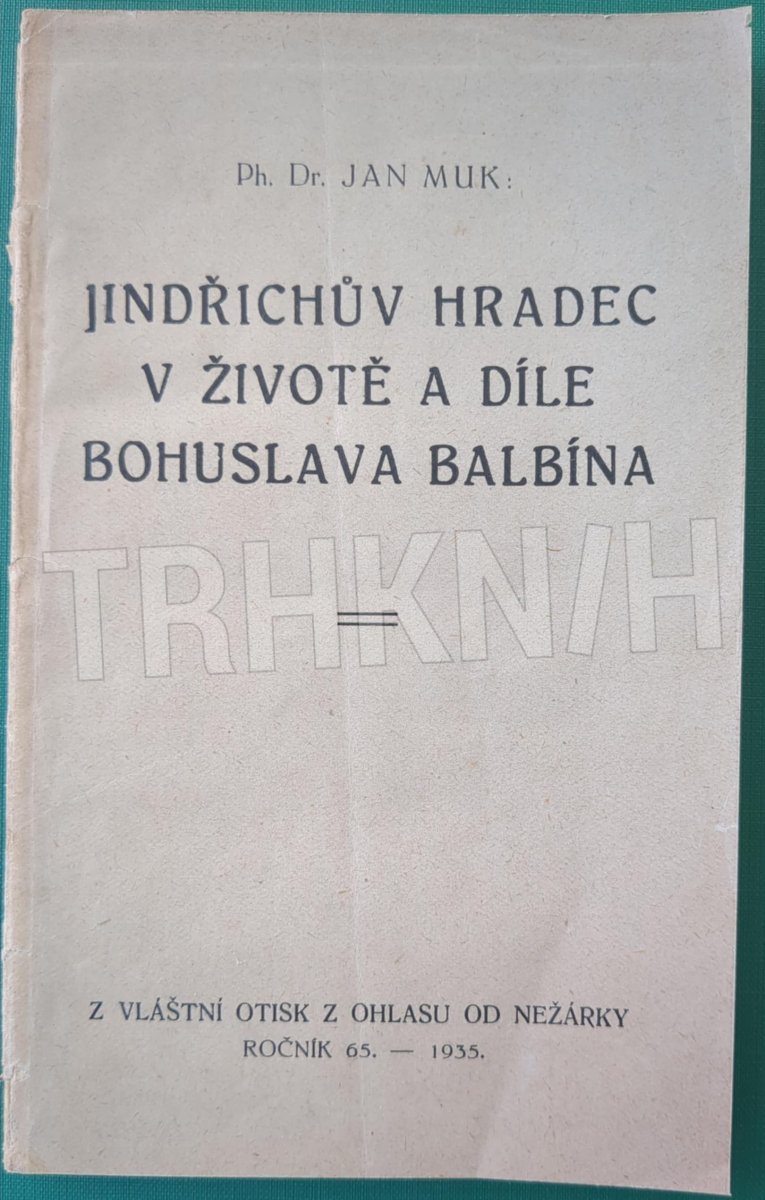 Ph. Dr. JAN MUK:
JINDŘICHŮV HRADEC
V ŽIVOTĚ A DÍLE
BOHUSLAVA BALBÍNA
TRHKNIH
Z VLÁŠTNÍ OTISK Z OHLASU OD NEŽÁRKY
ROČNÍK 65. — 1935.